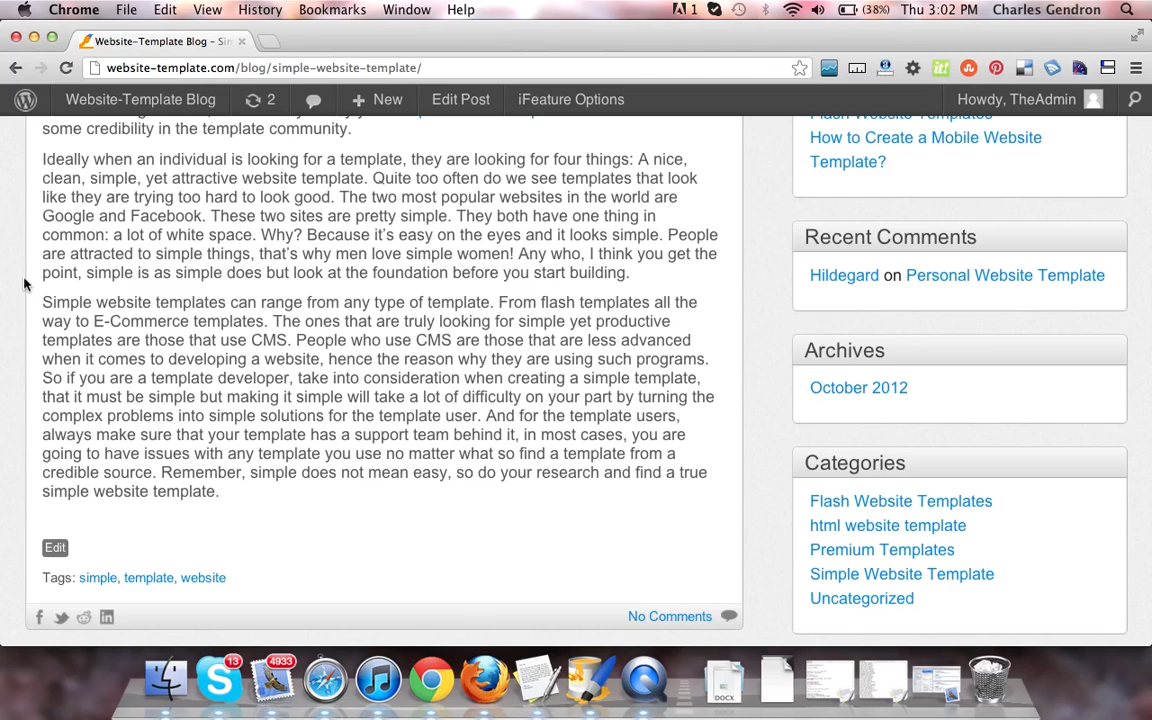 Chrome File Edit View History Bookmarks Window Help 1 (38%) Thu 3:02 PM Charles Gendron
Website-Template Blog - Sim
website-template.com/blog/simple-website-template/
Website-Template Blog 2 New Edit Post iFeature Options Howdy, TheAdmin
some credibility in the template community.
Ideally when an individual is looking for a template, they are looking for four things: A nice,
clean, simple, yet attractive website template. Quite too often do we see templates that look
like they are trying too hard to look good. The two most popular websites in the world are
Google and Facebook. These two sites are pretty simple. They both have one thing in
common: a lot of white space. Why? Because it's easy on the eyes and it looks simple. People
are attracted to simple things, that's why men love simple women! Any who, I think you get the
point, simple is as simple does but look at the foundation before you start building.
Simple website templates can range from any type of template. From flash templates all the
way to E-Commerce templates. The ones that are truly looking for simple yet productive
templates are those that use CMS. People who use CMS are those that are less advanced
when it comes to developing a website, hence the reason why they are using such programs.
So if you are a template developer, take into consideration when creating a simple template,
that it must be simple but making it simple will take a lot of difficulty on your part by turning the
complex problems into simple solutions for the template user. And for the template users,
always make sure that your template has a support team behind it, in most cases, you are
going to have issues with any template you use no matter what so find a template from a
credible source. Remember, simple does not mean easy, so do your research and find a true
simple website template.
Edit
Tags: simple, template, website
No Comments
Flash Website Templates
How to Create a Mobile Website
Template?
Recent Comments
Hildegard on Personal Website Template
Archives
October 2012
Categories
Flash Website Templates
html website template
Premium Templates
Simple Website Template
Uncategorized
13
4933
DOCX